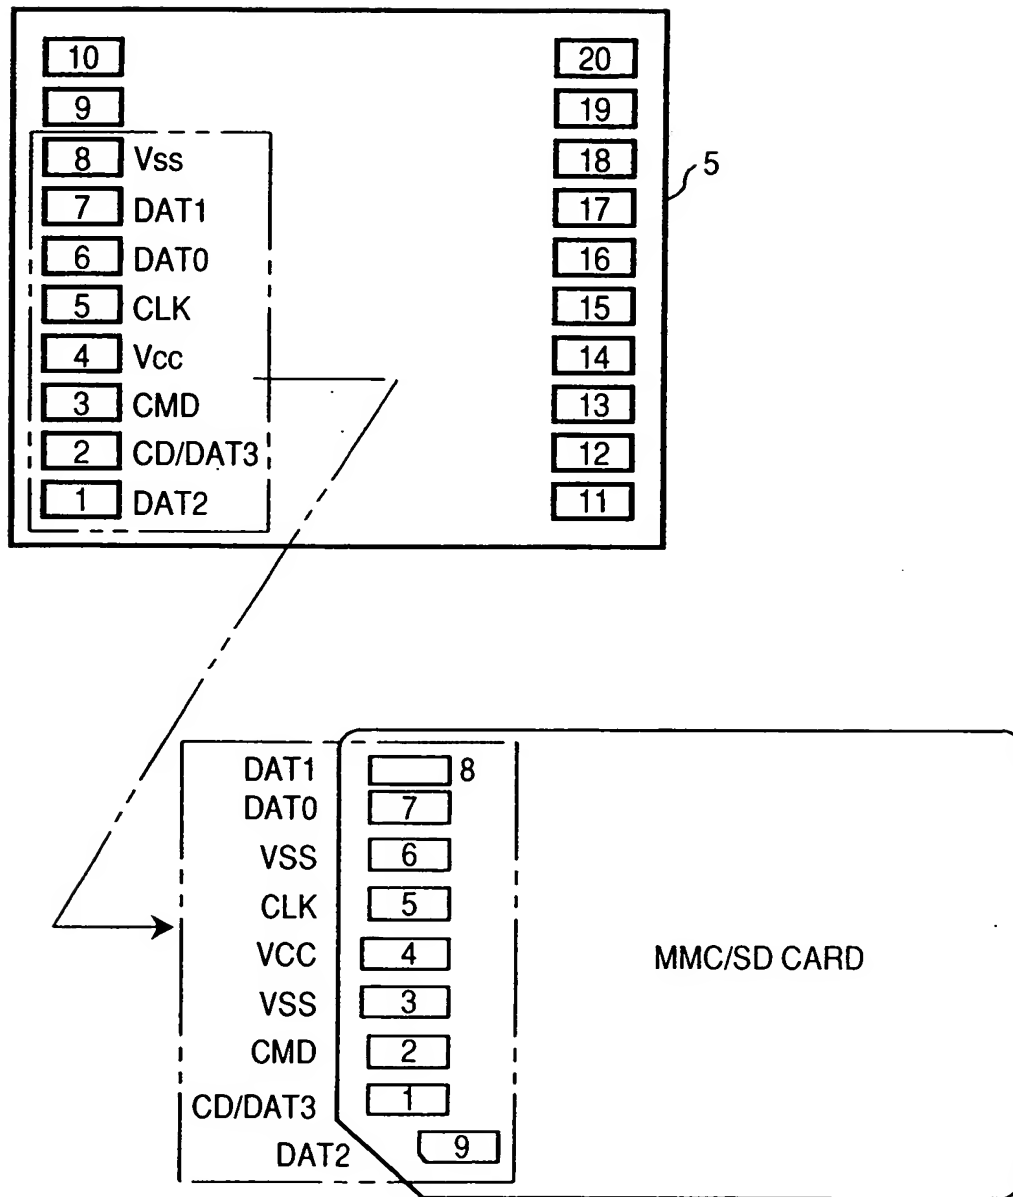 10 20
9 19
8 Vss 18
7 DAT1 17
6 DAT0 16
5 CLK 15
4 Vcc 14
3 CMD 13
2 CD/DAT3 12
1 DAT2 11
5
DAT1 8
DAT0 7
VSS 6
CLK 5
VCC 4
VSS 3
CMD 2
CD/DAT3 1
DAT2 9
MMC/SD CARD